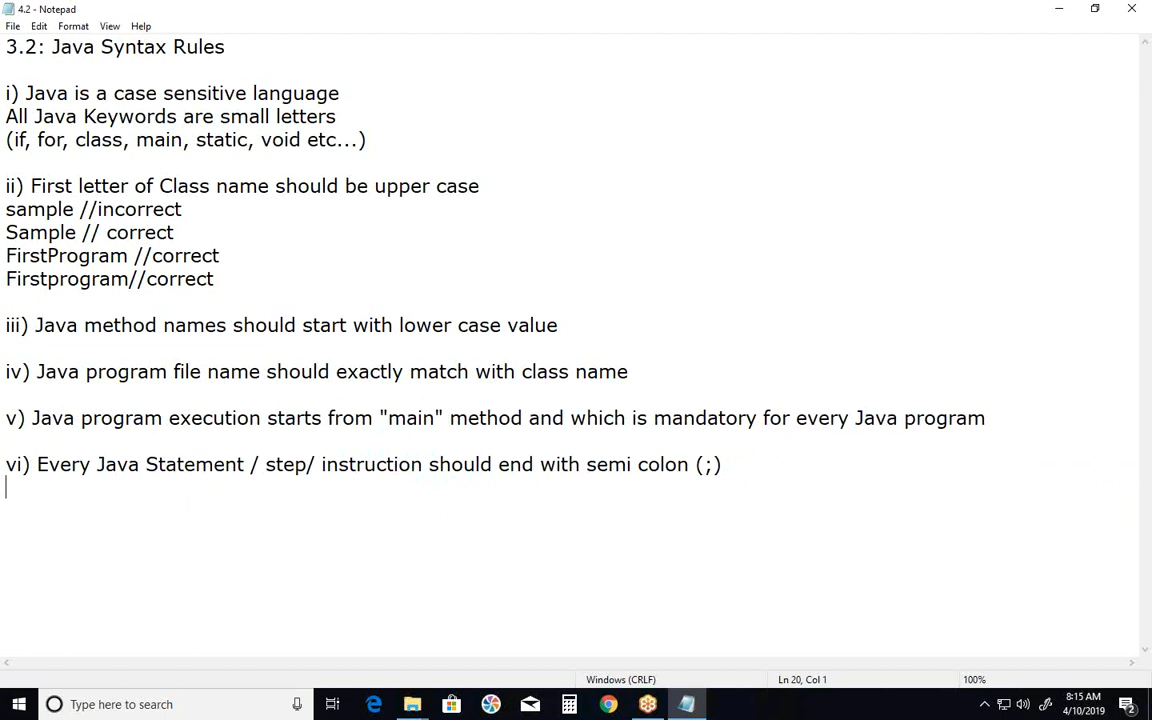 4.2 - Notepad
File Edit Format View Help
3.2: Java Syntax Rules
i) Java is a case sensitive language
All Java Keywords are small letters
(if, for, class, main, static, void etc...)
ii) First letter of Class name should be upper case
sample //incorrect
Sample // correct
FirstProgram //correct
Firstprogram//correct
iii) Java method names should start with lower case value
iv) Java program file name should exactly match with class name
v) Java program execution starts from "main" method and which is mandatory for every Java program
vi) Every Java Statement / step/ instruction should end with semi colon (;)
Windows (CRLF) Ln 20, Col 1 100%
Type here to search
8:15 AM
4/10/2019
2